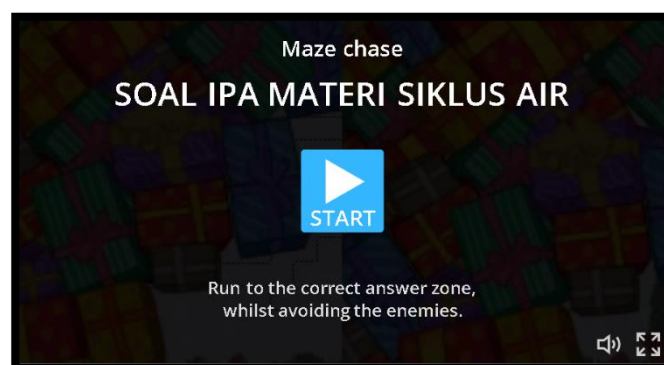 Maze chase
SOAL IPA MATERI SIKLUS AIR
START
Run to the correct answer zone,
whilst avoiding the enemies.